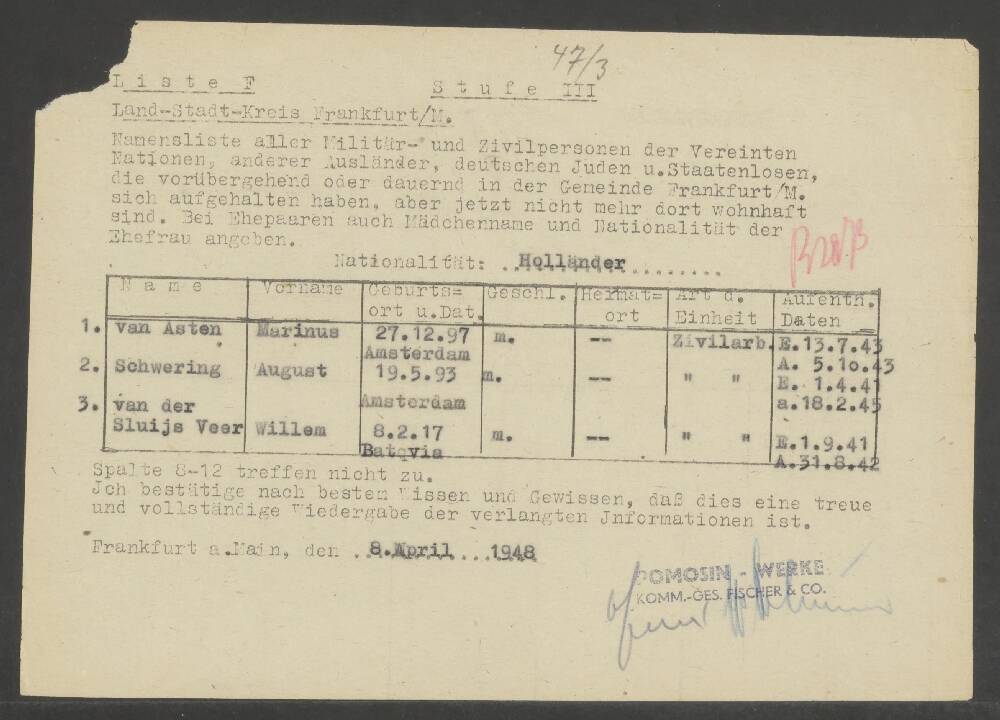 47/3
Liste F Stufe III
Land-Stadt-Kreis Frankfurt/M.
Namensliste aller Militär- und Zivilpersonen der Vereinten
Nationen, anderer Ausländer, deutschen Juden u.Staatenlosen,
die vorübergehend oder dauernd in der Gemeinde Frankfurt/M.
sich aufgehalten haben, aber jetzt nicht mehr dort wohnhaft
sind. Bei Ehepaaren auch Mädchenname und Nationalität der
Ehefrau angeben.
Nationalität: ..Holländer.........
Name Vorname Geburts= Geschl. Heimat= Art d. Aufenth.
ort u.Dat. ort Einheit Daten
1. van Asten Marinus 27.12.97 m. -- Zivilarb. E.13.7.43
Amsterdam A. 5.10.43
2. Schwering August 19.5.93 m. -- " " E. 1.4.41
3. van der Amsterdam a.18.2.45
Sluijs Veer Willem 8.2.17 m. -- " " E.1.9.41
Batavia A.31.8.42
Spalte 8-12 treffen nicht zu.
Jch bestätige nach bestem Wissen und Gewissen, daß dies eine treue
und vollständige Wiedergabe der verlangten Jnformationen ist.
Frankfurt a.Main, den ..8.April...1948
POMOSIN - WERKE
KOMM.-GES. FISCHER & CO.